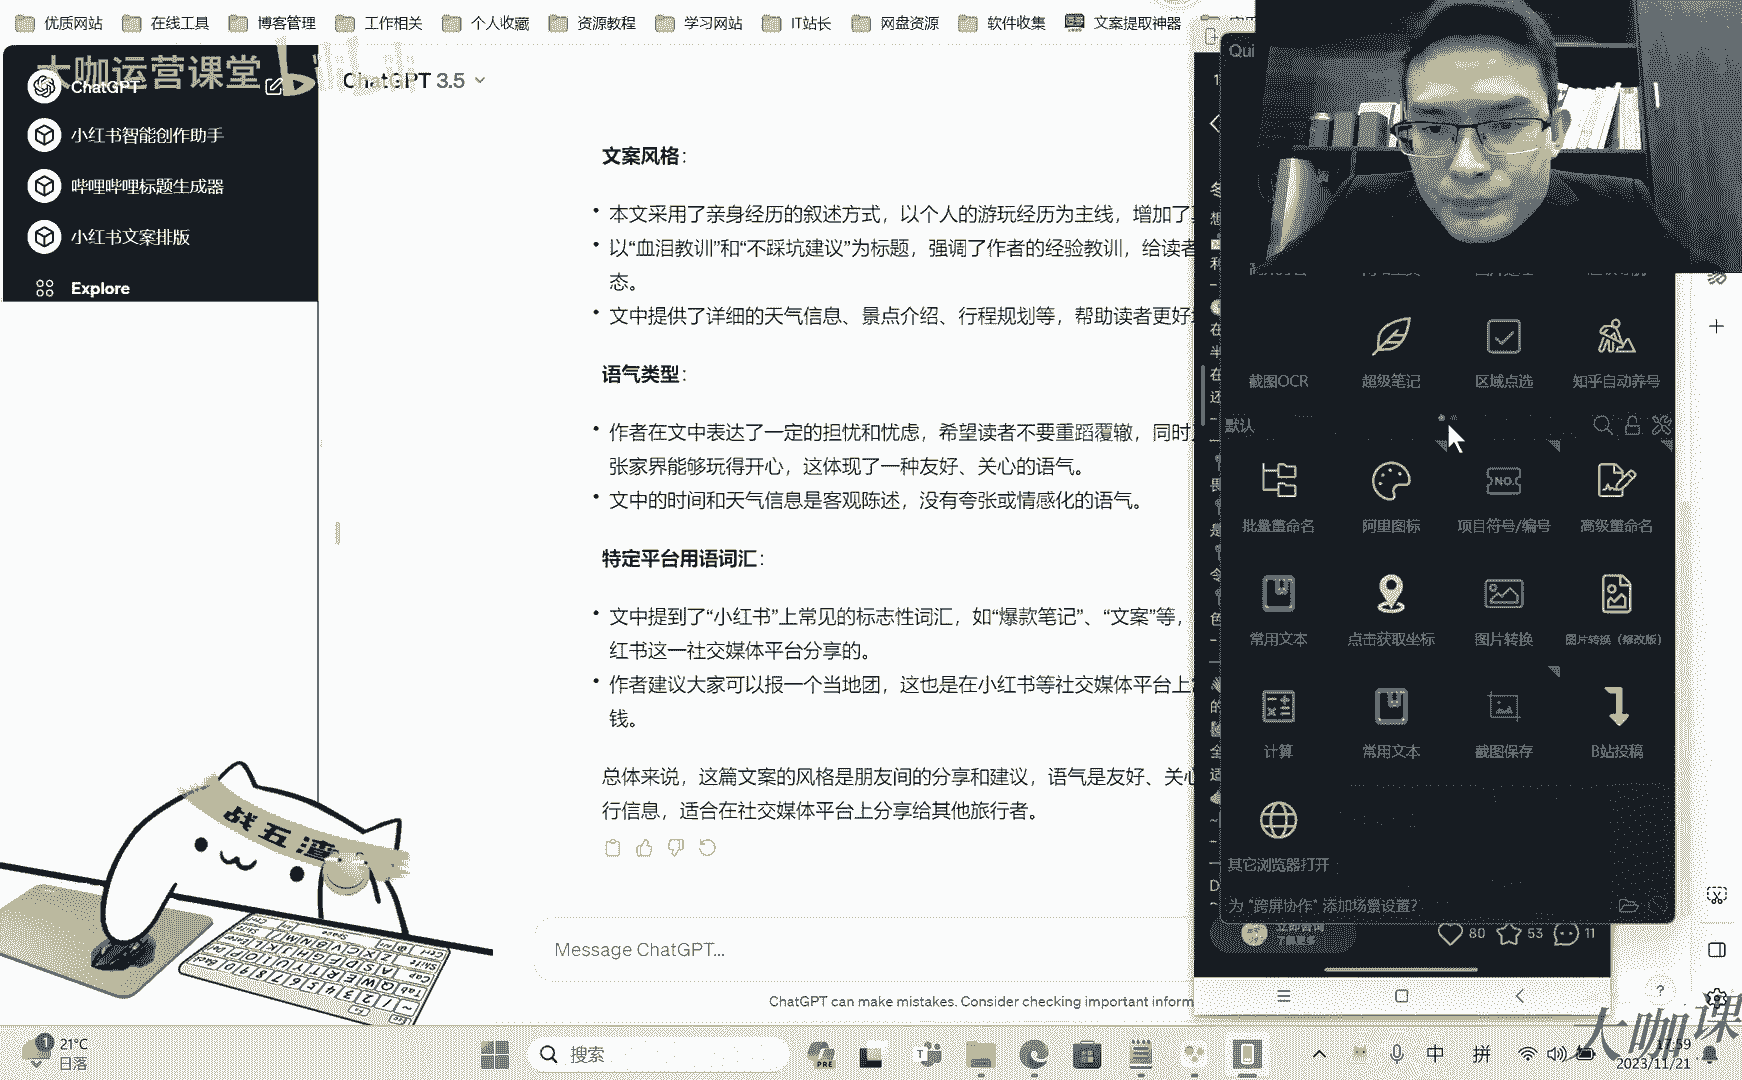 优质网站 在线工具 博客管理 工作相关 个人收藏 资源教程 学习网站 IT站长 网盘资源 软件收集 文案提取神器
大咖运营课堂 bilibili
ChatGPT
ChatGPT 3.5
小红书智能创作助手
哔哩哔哩标题生成器
小红书文案排版
Explore
文案风格：
本文采用了亲身经历的叙述方式，以个人的游玩经历为主线，增加了
以“血泪教训”和“不踩坑建议”为标题，强调了作者的经验教训，给读者
态。
文中提供了详细的天气信息、景点介绍、行程规划等，帮助读者更好
语气类型：
作者在文中表达了一定的担忧和忧虑，希望读者不要重蹈覆辙，同时
张家界能够玩得开心，这体现了一种友好、关心的语气。
文中的时间和天气信息是客观陈述，没有夸张或情感化的语气。
特定平台用语词汇：
文中提到了“小红书”上常见的标志性词汇，如“爆款笔记”、“文案”等，
红书这一社交媒体平台分享的。
作者建议大家可以报一个当地团，这也是在小红书等社交媒体平台上
钱。
总体来说，这篇文案的风格是朋友间的分享和建议，语气是友好、关心
行信息，适合在社交媒体平台上分享给其他旅行者。
Message ChatGPT...
ChatGPT can make mistakes. Consider checking important inform
Qui
截图OCR 超级笔记 区域点选 知乎自动养号
默认
批量重命名 阿里图标 项目符号/编号 高级重命名
NO.
常用文本 点击获取坐标 图片转换 图片转换（修改版）
计算 常用文本 截图保存 B站投稿
其它浏览器打开
为 "跨屏协作" 添加场景设置?
80 53 11
战五渣
21°C
日落
搜索
PRE
中 拼
17:59
2023/11/21
大咖课